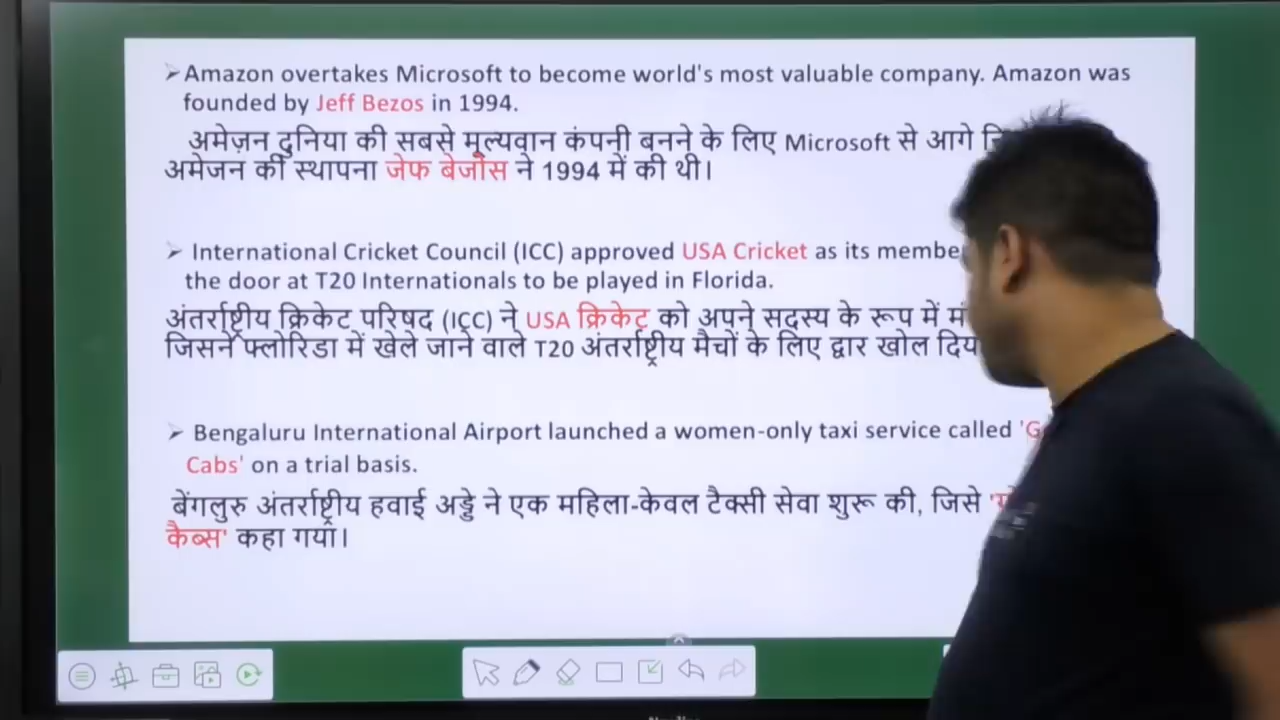 ➢Amazon overtakes Microsoft to become world's most valuable company. Amazon was
founded by Jeff Bezos in 1994.
अमेज़न दुनिया की सबसे मूल्यवान कंपनी बनने के लिए Microsoft से आगे
अमेजन की स्थापना जेफ बेजोस ने 1994 में की थी।
➢ International Cricket Council (ICC) approved USA Cricket as its
the door at T20 Internationals to be played in Florida.
अंतर्राष्ट्रीय क्रिकेट परिषद (ICC) ने USA क्रिकेट को अपने सदस्य के रूप में
जिसने फ्लोरिडा में खेले जाने वाले T20 अंतर्राष्ट्रीय मैचों के लिए द्वार खोल
➢ Bengaluru International Airport launched a women-only taxi service called
Cabs' on a trial basis.
बेंगलुरु अंतर्राष्ट्रीय हवाई अड्डे ने एक महिला-केवल टैक्सी सेवा शुरू की, जिसे
कैब्स' कहा गया।